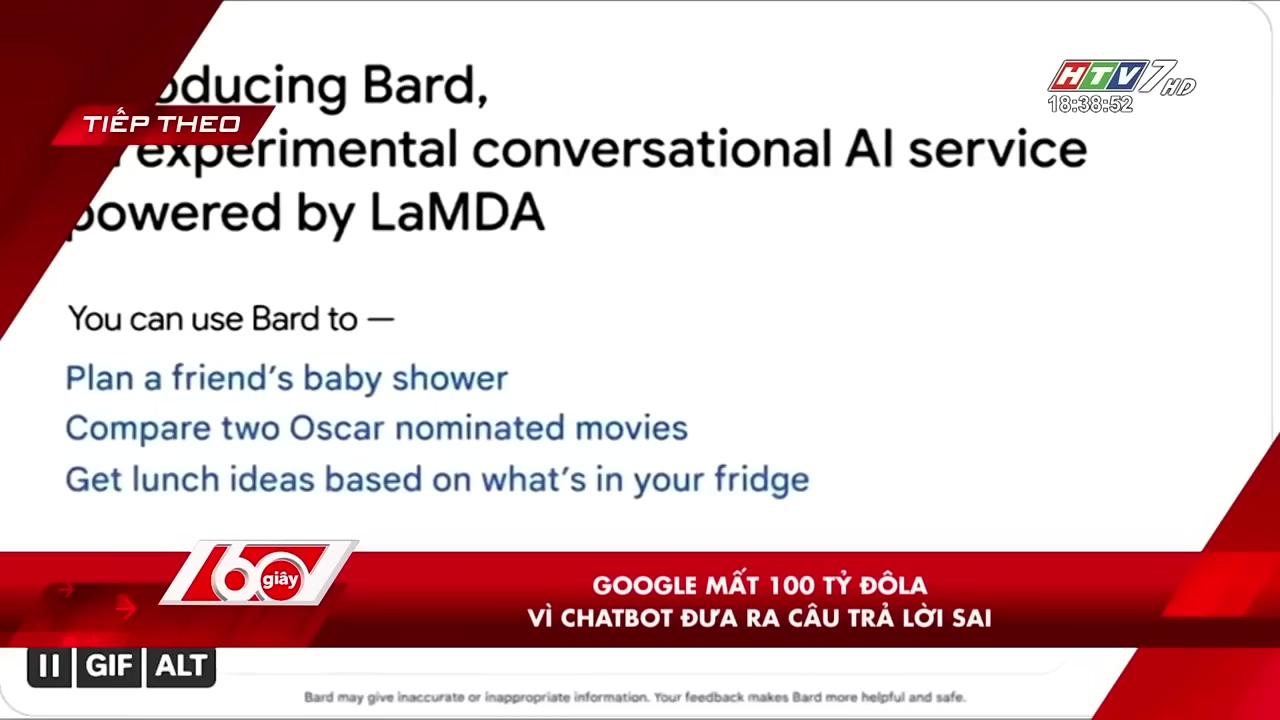 oducing Bard,
HTV7 HD
18:38:52
TIẾP THEO
experimental conversational AI service
powered by LaMDA
You can use Bard to —
Plan a friend's baby shower
Compare two Oscar nominated movies
Get lunch ideas based on what's in your fridge
60 giây
GOOGLE MẤT 100 TỶ ĐÔLA
VÌ CHATBOT ĐƯA RA CÂU TRẢ LỜI SAI
GIF ALT
Bard may give inaccurate or inappropriate information. Your feedback makes Bard more helpful and safe.